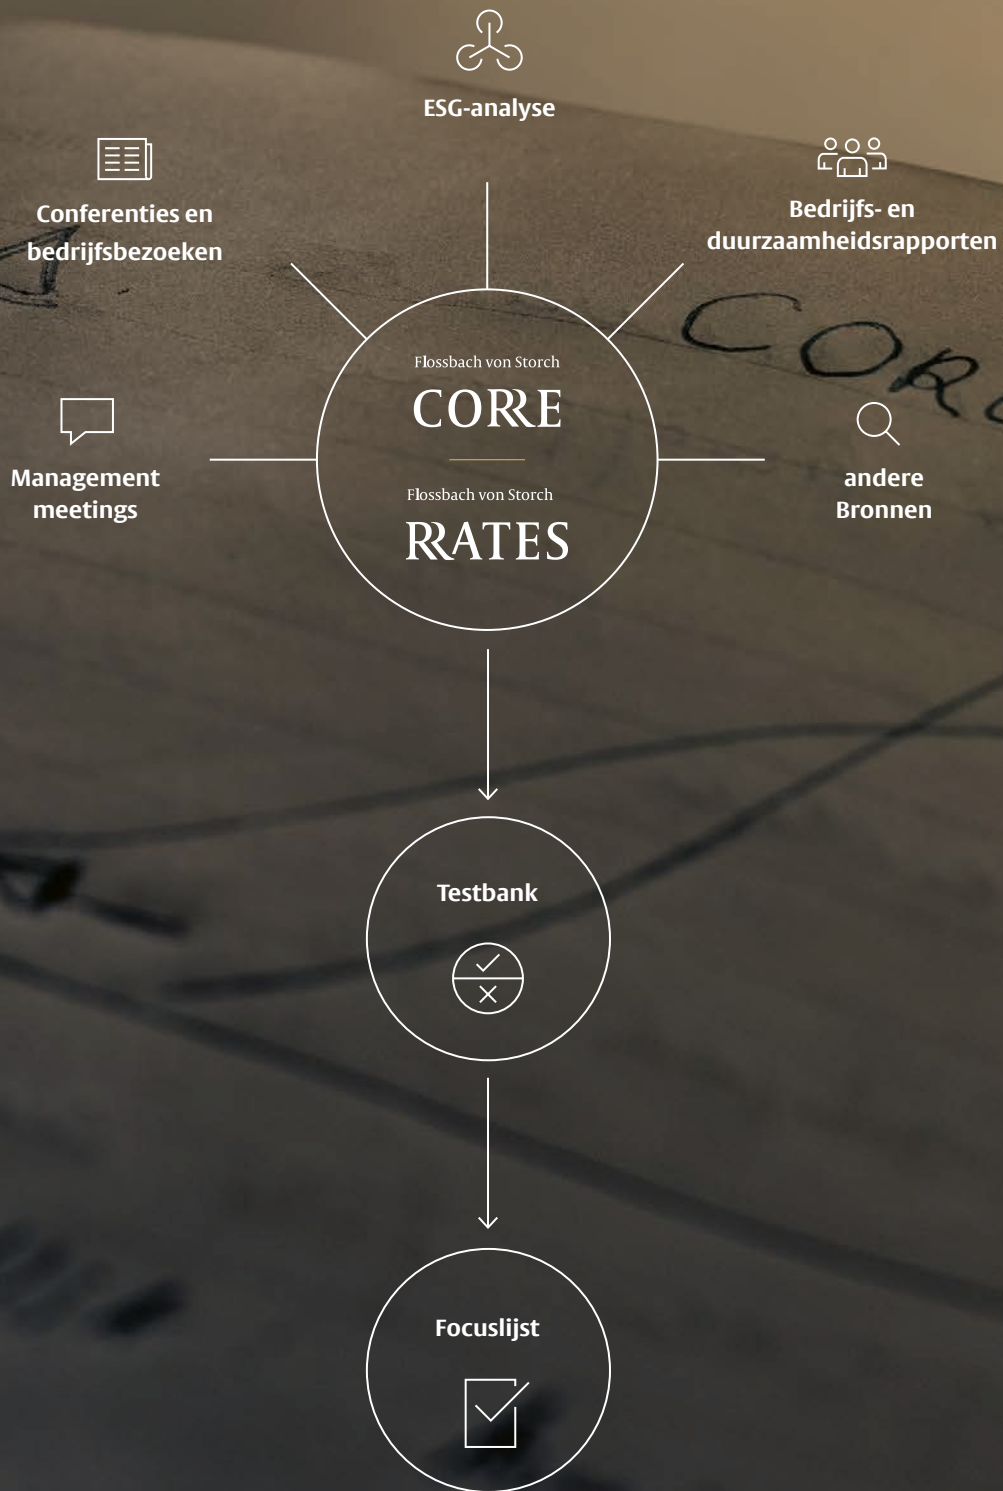 ESG-analyse
Conferenties en
bedrijfsbezoeken
Bedrijfs- en
duurzaamheidsrapporten
Management
meetings
Flossbach von Storch
CORRE
Flossbach von Storch
RRATES
andere
Bronnen
Testbank
Focuslijst